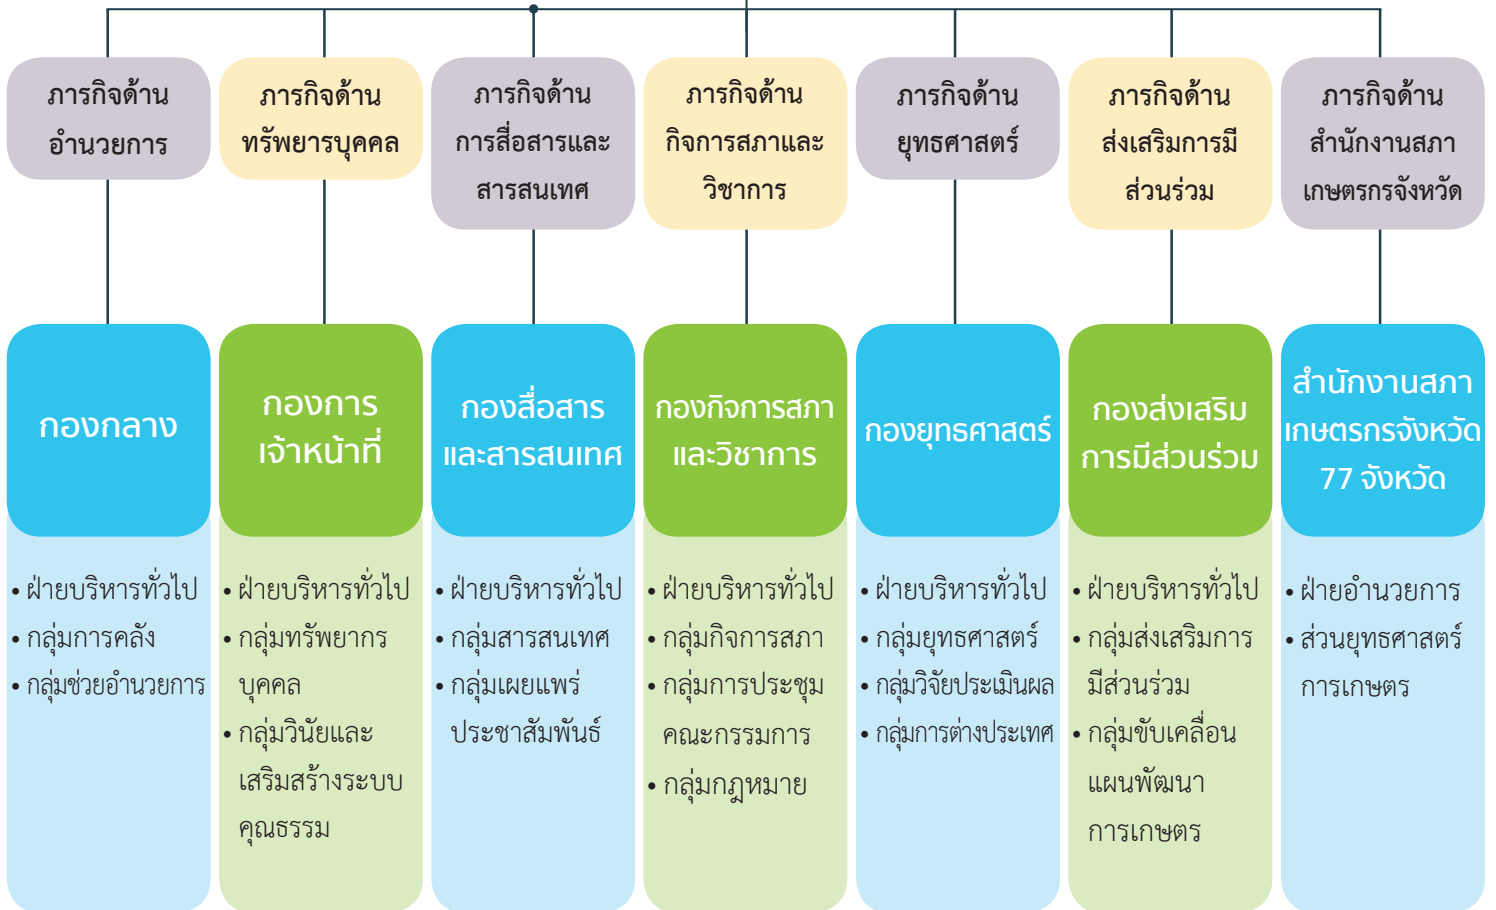 ภารกิจด้าน
อำนวยการ
ภารกิจด้าน
ทรัพยารบุคคล
ภารกิจด้าน
การสื่อสารและ
สารสนเทศ
ภารกิจด้าน
กิจการสภาและ
วิชาการ
ภารกิจด้าน
ยุทธศาสตร์
ภารกิจด้าน
ส่งเสริมการมี
ส่วนร่วม
ภารกิจด้าน
สำนักงานสภา
เกษตรกรจังหวัด
กองกลาง
กองการ
เจ้าหน้าที่
กองสื่อสาร
และสารสนเทศ
กองกิจการสภา
และวิชาการ
กองยุทธศาสตร์
กองส่งเสริม
การมีส่วนร่วม
สำนักงานสภา
เกษตรกรจังหวัด
77 จังหวัด
• ฝ่ายบริหารทั่วไป
• กลุ่มการคลัง
• กลุ่มช่วยอำนวยการ
• ฝ่ายบริหารทั่วไป
• กลุ่มทรัพยากร
บุคคล
• กลุ่มวินัยและ
เสริมสร้างระบบ
คุณธรรม
• ฝ่ายบริหารทั่วไป
• กลุ่มสารสนเทศ
• กลุ่มเผยแพร่
ประชาสัมพันธ์
• ฝ่ายบริหารทั่วไป
• กลุ่มกิจการสภา
• กลุ่มการประชุม
คณะกรรมการ
• กลุ่มกฎหมาย
• ฝ่ายบริหารทั่วไป
• กลุ่มยุทธศาสตร์
• กลุ่มวิจัยประเมินผล
• กลุ่มการต่างประเทศ
• ฝ่ายบริหารทั่วไป
• กลุ่มส่งเสริมการ
มีส่วนร่วม
• กลุ่มขับเคลื่อน
แผนพัฒนา
การเกษตร
• ฝ่ายอำนวยการ
• ส่วนยุทธศาสตร์
การเกษตร